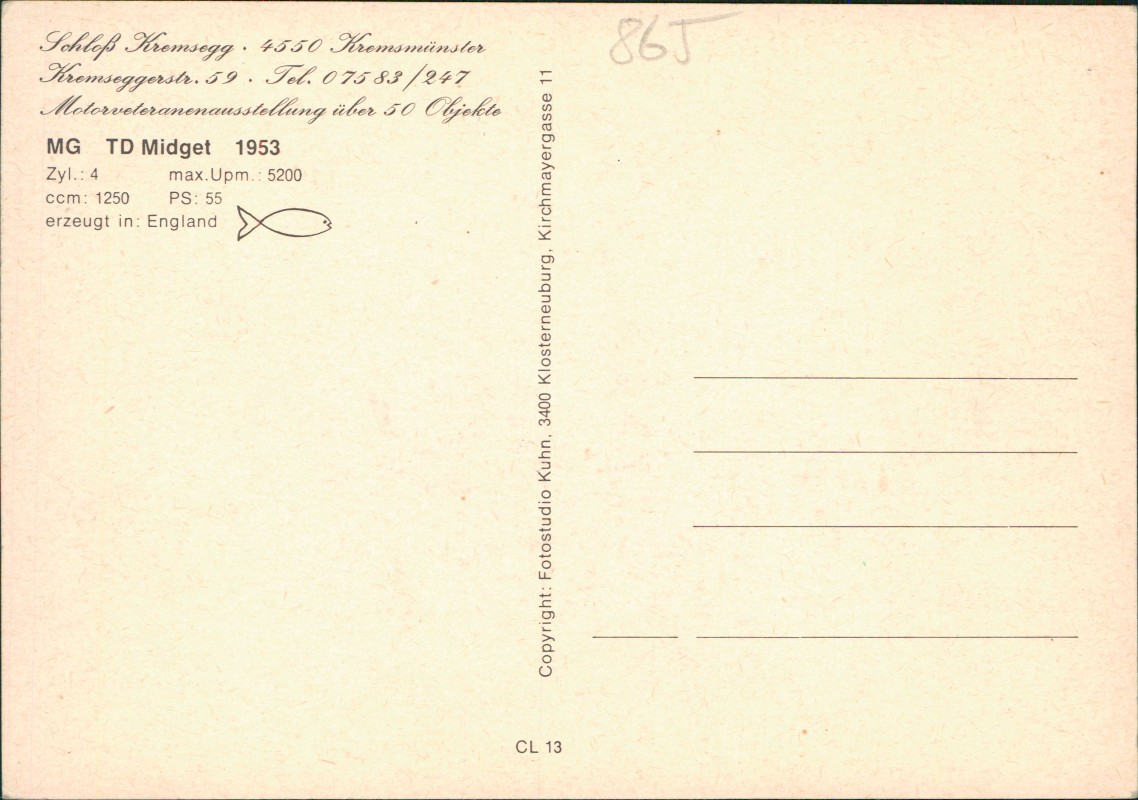 Schloß Kremsegg · 4550 Kremsmünster
Kremseggerstr. 59 · Tel. 07583/247
Motorveteranenausstellung über 50 Objekte
MG TD Midget 1953
Zyl.: 4 max.Upm.: 5200
ccm: 1250 PS: 55
erzeugt in: England
Copyright: Fotostudio Kuhn, 3400 Klosterneuburg, Kirchmayergasse 11
CL 13